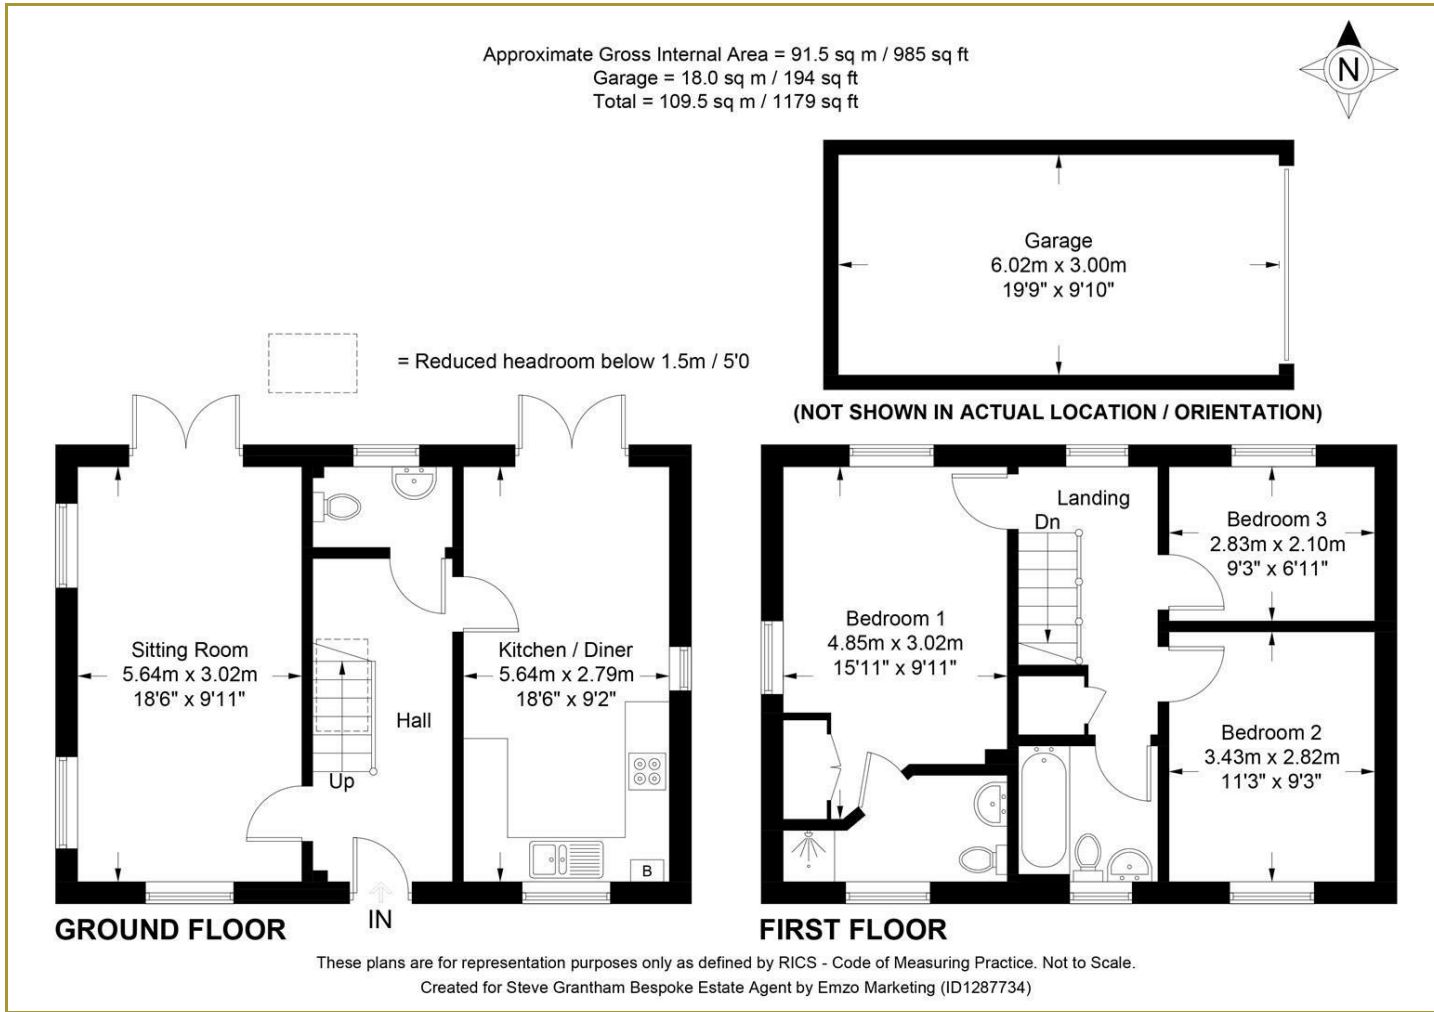 Approximate Gross Internal Area = 91.5 sq m / 985 sq ft
Garage = 18.0 sq m / 194 sq ft
Total = 109.5 sq m / 1179 sq ft
N
Garage
6.02m x 3.00m
19'9" x 9'10"
= Reduced headroom below 1.5m / 5'0
(NOT SHOWN IN ACTUAL LOCATION / ORIENTATION)
Sitting Room
5.64m x 3.02m
18'6" x 9'11"
Hall
Up
Kitchen / Diner
5.64m x 2.79m
18'6" x 9'2"
B
IN
GROUND FLOOR
Landing
Dn
Bedroom 3
2.83m x 2.10m
9'3" x 6'11"
Bedroom 1
4.85m x 3.02m
15'11" x 9'11"
Bedroom 2
3.43m x 2.82m
11'3" x 9'3"
FIRST FLOOR
These plans are for representation purposes only as defined by RICS - Code of Measuring Practice. Not to Scale.
Created for Steve Grantham Bespoke Estate Agent by Emzo Marketing (ID1287734)